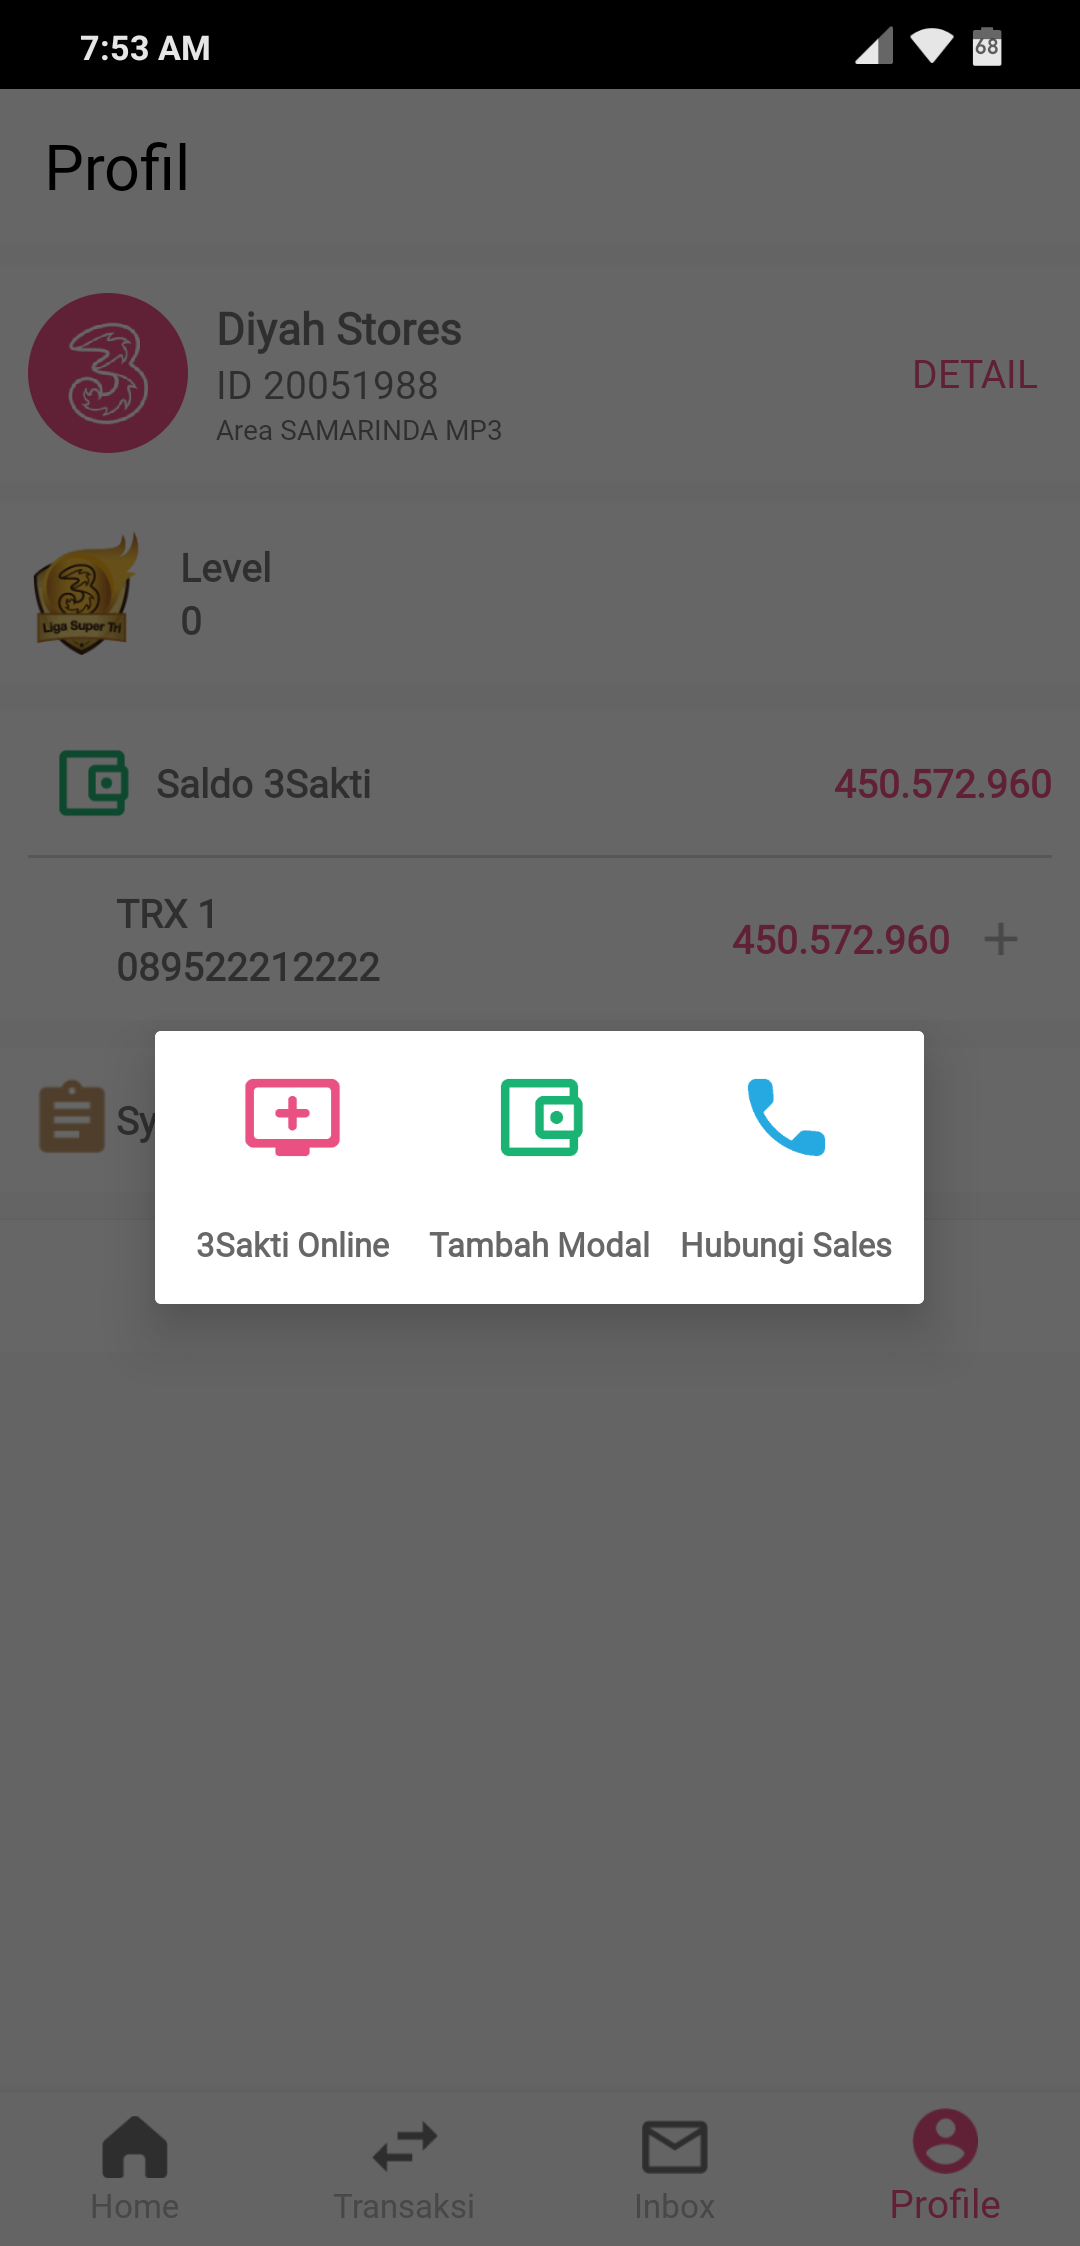 7:53 AM
68
Profil
Diyah Stores
ID 20051988
Area SAMARINDA MP3
DETAIL
Liga Super Tri
Level
0
Saldo 3Sakti
450.572.960
TRX 1
089522212222
450.572.960
Sy
3Sakti Online
Tambah Modal
Hubungi Sales
Home
Transaksi
Inbox
Profile